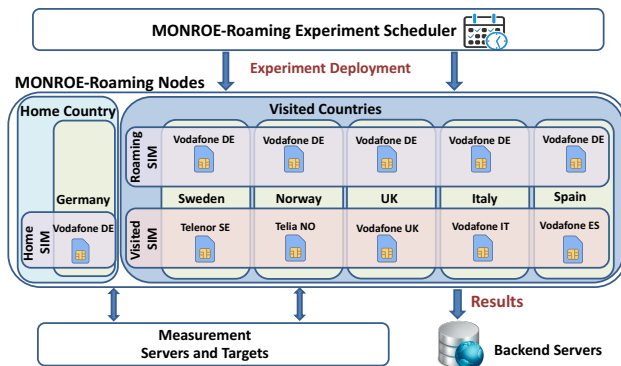 MONROE-Roaming Experiment Scheduler
Experiment Deployment
MONROE-Roaming Nodes
Home Country
Visited Countries
Roaming
SIM
Vodafone DE
Vodafone DE
Vodafone DE
Vodafone DE
Vodafone DE
Germany
Sweden
Norway
UK
Italy
Spain
Home
SIM
Vodafone DE
Visited
SIM
Telenor SE
Telia NO
Vodafone UK
Vodafone IT
Vodafone ES
Results
Measurement
Servers and Targets
Backend Servers